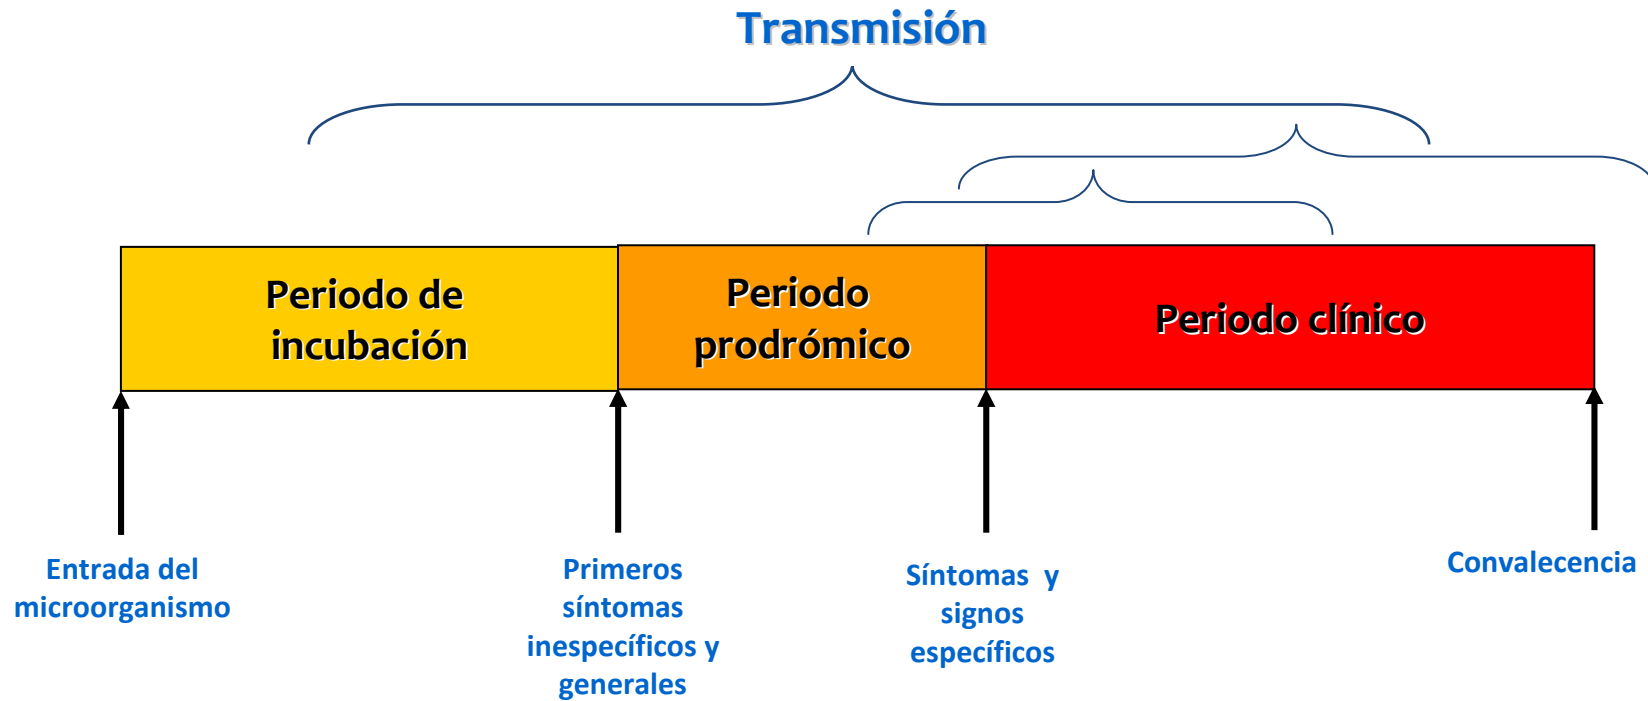 Transmisión
Periodo de
incubación
Periodo
prodrómico
Periodo clínico
Entrada del
microorganismo
Primeros
síntomas
inespecíficos y
generales
Síntomas y
signos
específicos
Convalecencia